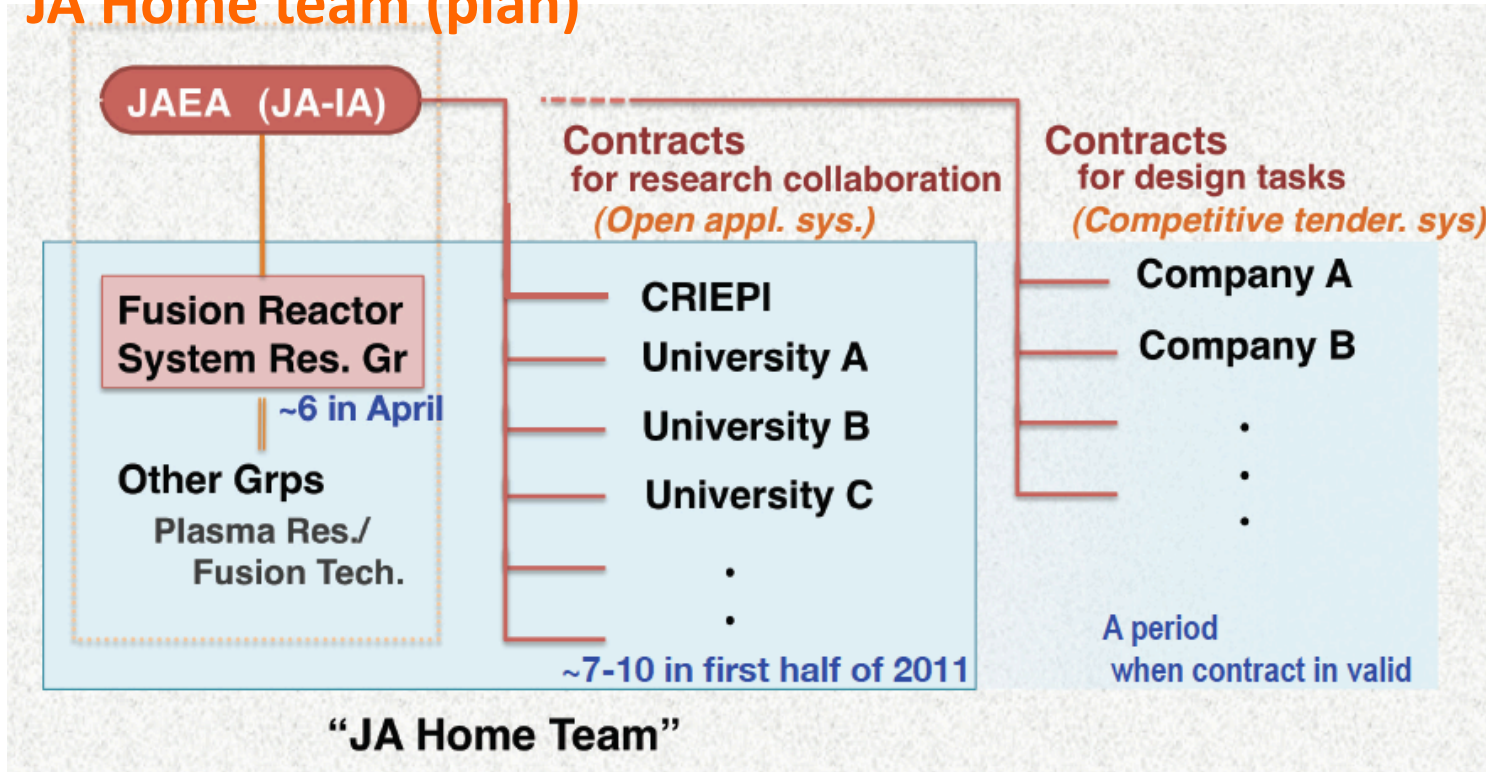 JA Home team (plan)
JAEA (JA-IA)
Fusion Reactor
System Res. Gr
~6 in April
Other Grps
Plasma Res./
Fusion Tech.
Contracts
for research collaboration
(Open appl. sys.)
CRIEPI
University A
University B
University C
.
.
~7-10 in first half of 2011
Contracts
for design tasks
(Competitive tender. sys)
Company A
Company B
.
.
.
A period
when contract in valid
“JA Home Team”